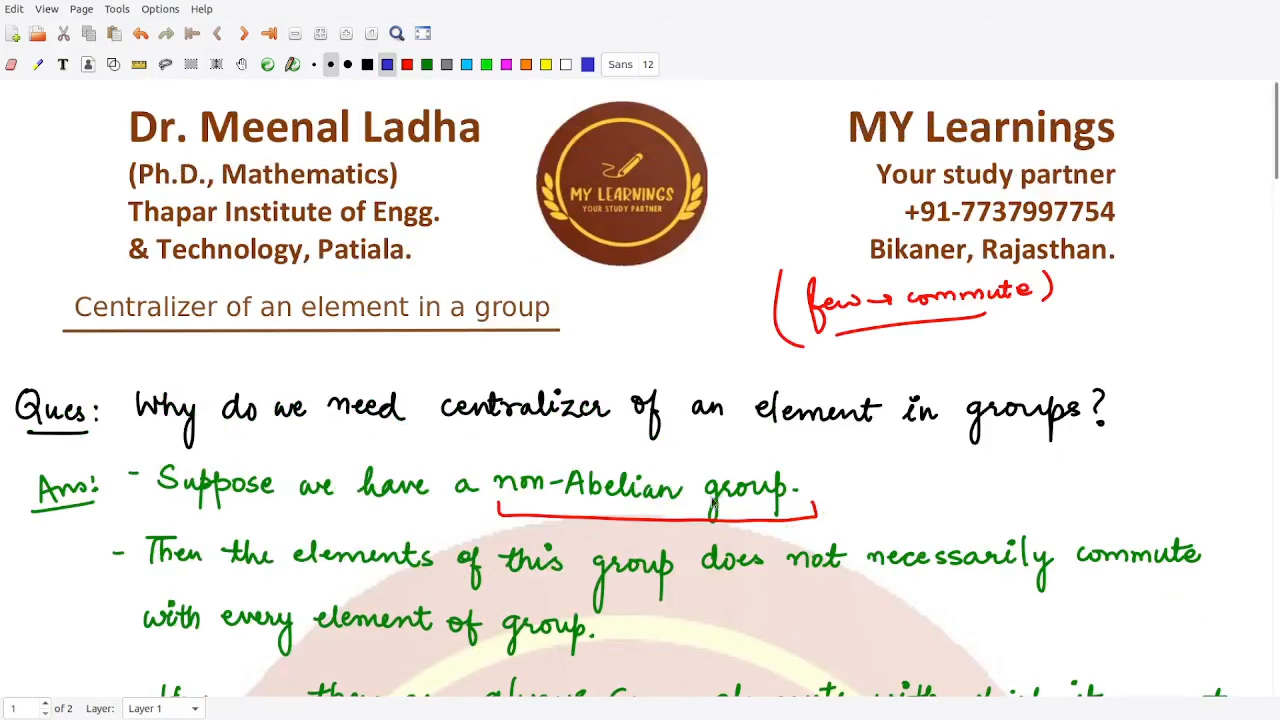 Edit View Page Tools Options Help
Sans 12
Dr. Meenal Ladha
(Ph.D., Mathematics)
Thapar Institute of Engg.
& Technology, Patiala.
MY LEARNINGS
YOUR STUDY PARTNER
MY Learnings
Your study partner
+91-7737997754
Bikaner, Rajasthan.
Centralizer of an element in a group
(few → commute)
Ques: Why do we need centralizer of an element in groups?
Ans: - Suppose we have a non-Abelian group.
- Then the elements of this group does not necessarily commute
with every element of group.
elements with
1 of 2 Layer: Layer 1